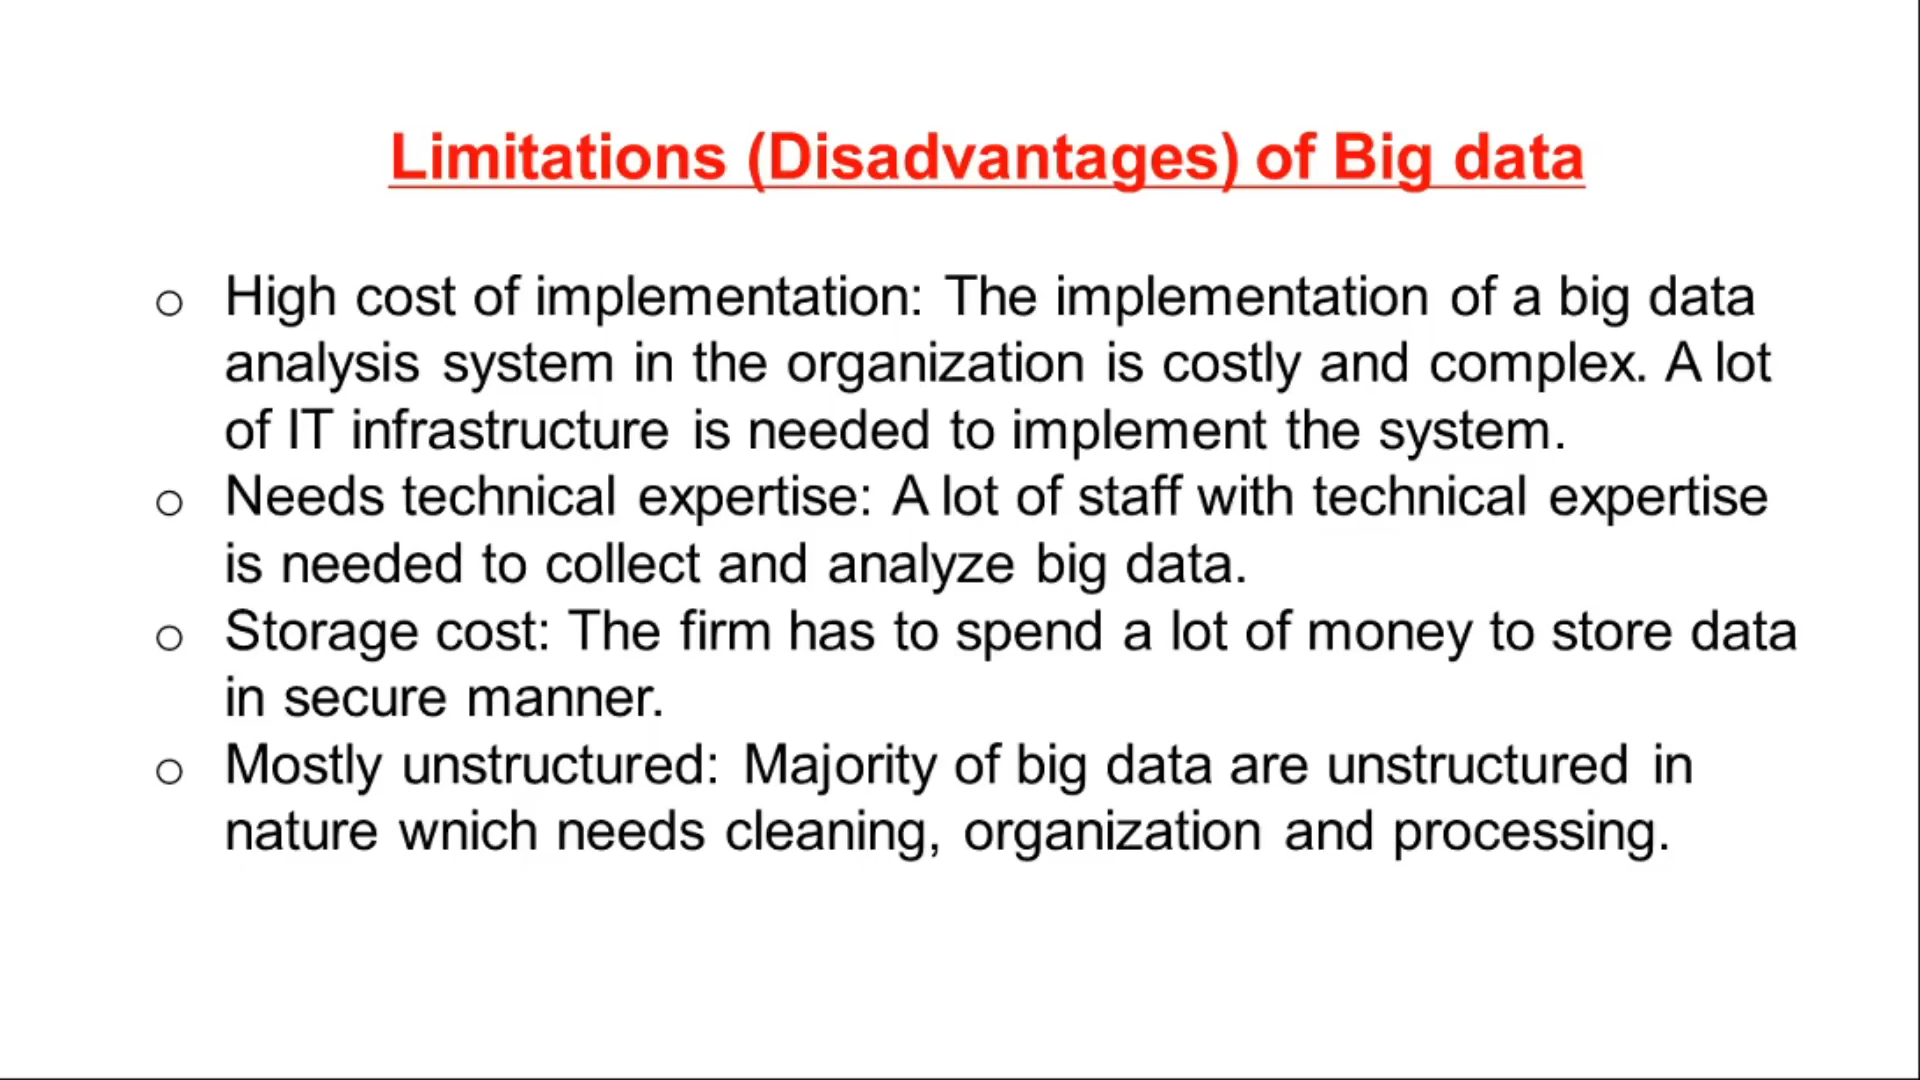 Limitations (Disadvantages) of Big data
o High cost of implementation: The implementation of a big data
analysis system in the organization is costly and complex. A lot
of IT infrastructure is needed to implement the system.
o Needs technical expertise: A lot of staff with technical expertise
is needed to collect and analyze big data.
o Storage cost: The firm has to spend a lot of money to store data
in secure manner.
o Mostly unstructured: Majority of big data are unstructured in
nature wnich needs cleaning, organization and processing.